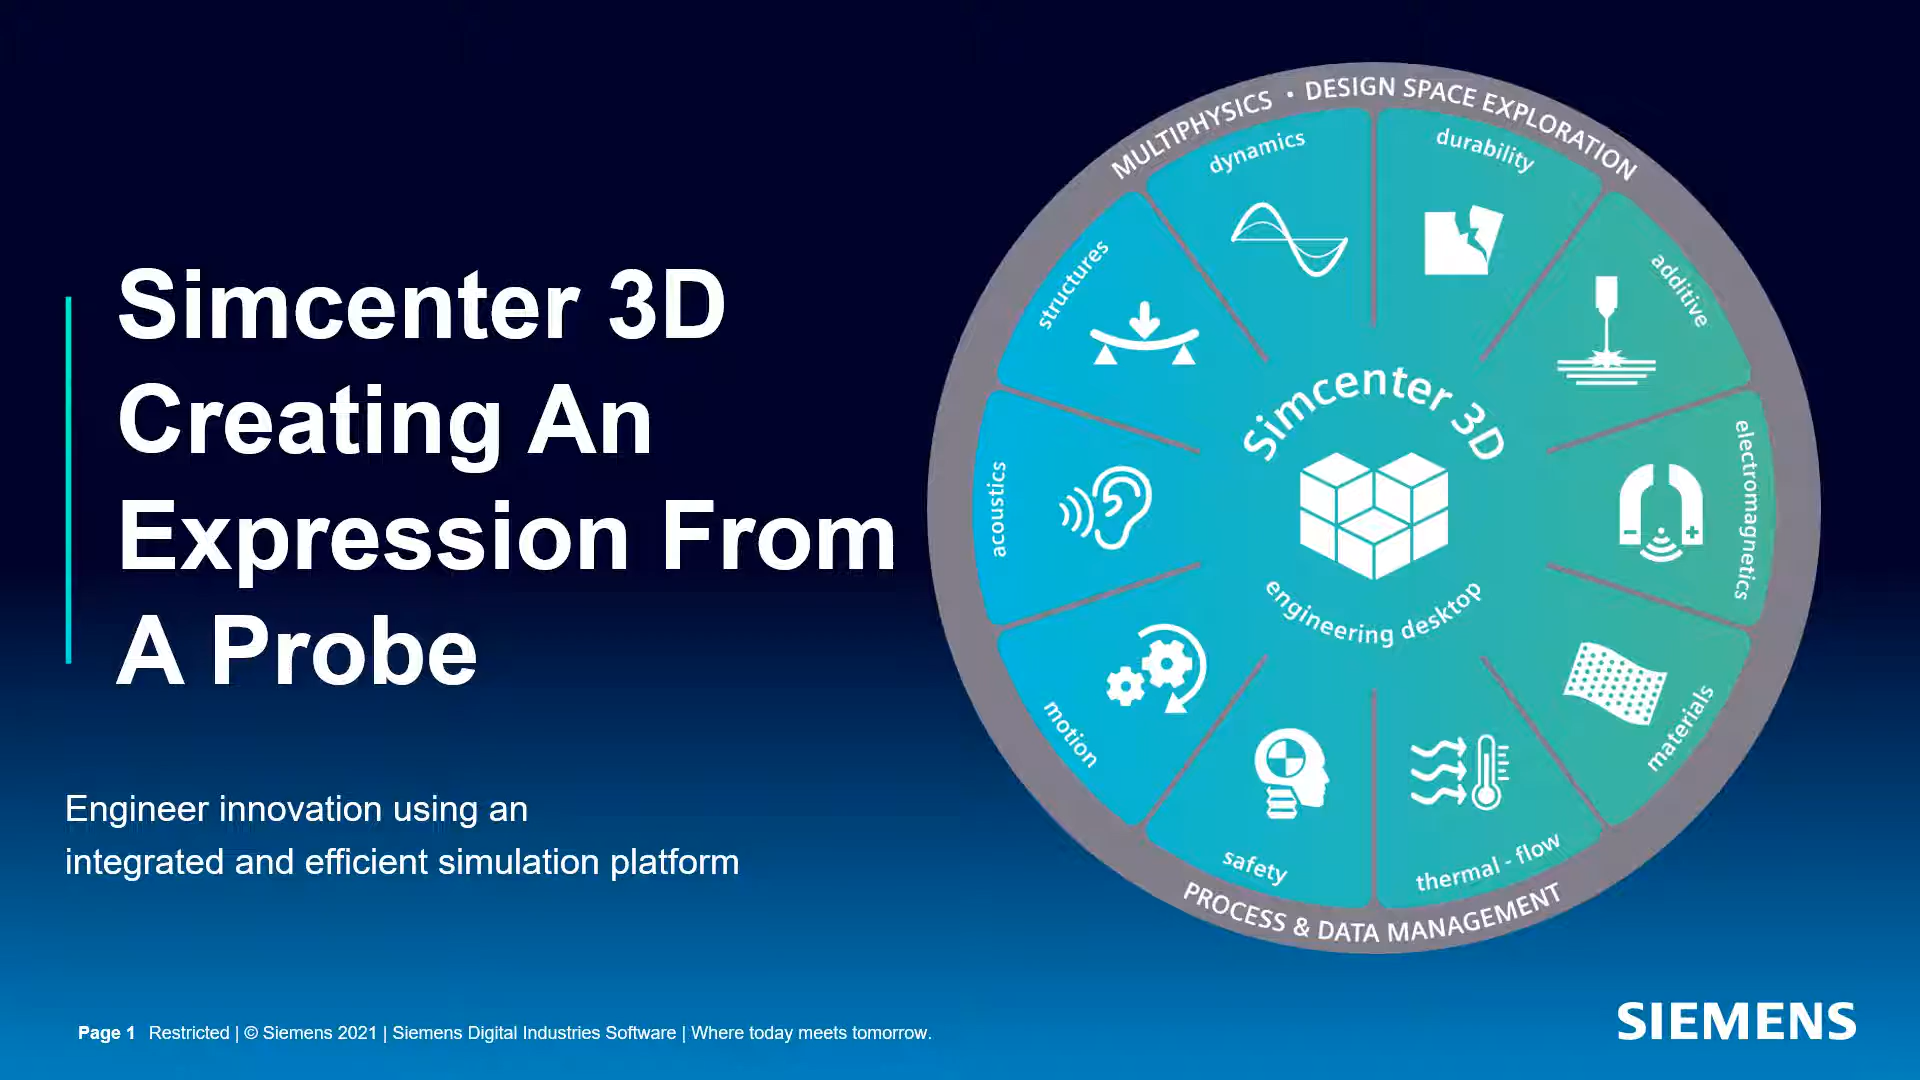 Simcenter 3D
Creating An
Expression From
A Probe
Engineer innovation using an
integrated and efficient simulation platform
MULTIPHYSICS • DESIGN SPACE EXPLORATION
dynamics
durability
structures
additive
acoustics
electromagnetics
motion
materials
safety
thermal - flow
Simcenter 3D
engineering desktop
PROCESS & DATA MANAGEMENT
Page 1 Restricted | © Siemens 2021 | Siemens Digital Industries Software | Where today meets tomorrow.
SIEMENS